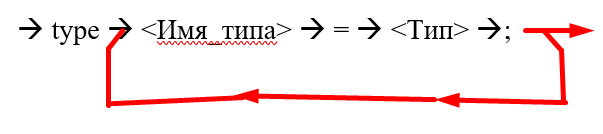 → type → <Имя_типа> → = → <Тип> →;